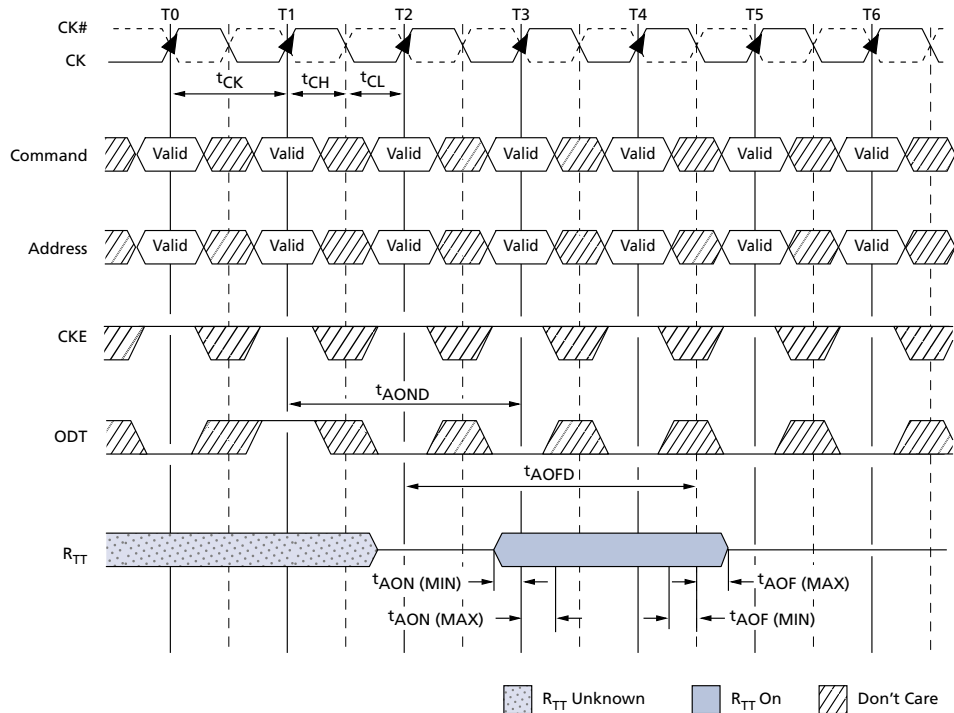 T0 T1 T2 T3 T4 T5 T6
CK#
CK
tCK tCH tCL
Command Valid Valid Valid Valid Valid Valid Valid
Address Valid Valid Valid Valid Valid Valid Valid
CKE
tAOND
ODT
tAOFD
RTT
tAON (MIN) tAOF (MAX)
tAON (MAX) tAOF (MIN)
RTT Unknown RTT On Don't Care